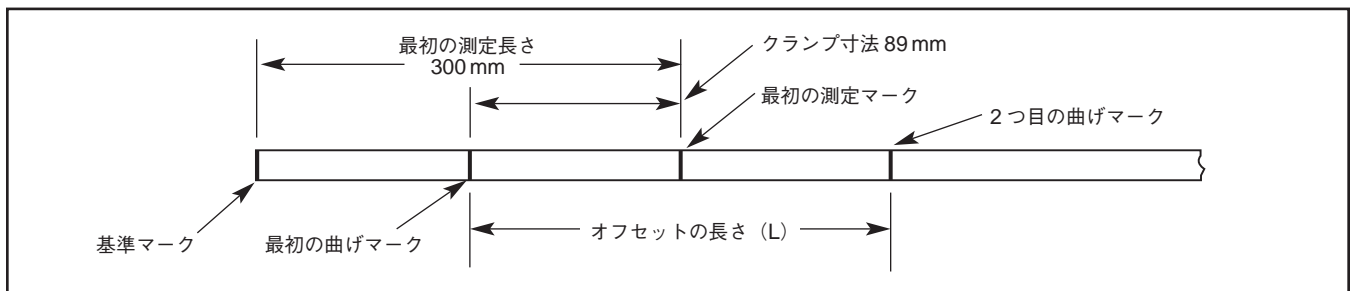 最初の測定長さ
300 mm
クランプ寸法 89 mm
最初の測定マーク
2 つ目の曲げマーク
基準マーク
最初の曲げマーク
オフセットの長さ（L）